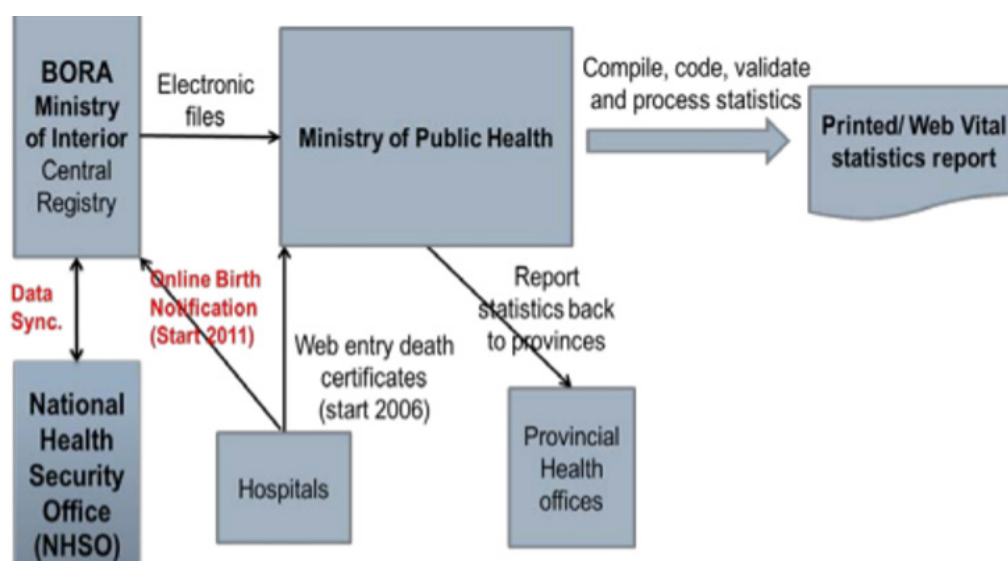 BORA
Ministry
of Interior
Central
Registry
Electronic
files
Ministry of Public Health
Compile, code, validate
and process statistics
Printed/ Web Vital
statistics report
Data
Sync.
Online Birth
Notification
(Start 2011)
Web entry death
certificates
(start 2006)
Report
statistics back
to provinces
National
Health
Security
Office
(NHSO)
Hospitals
Provincial
Health
offices